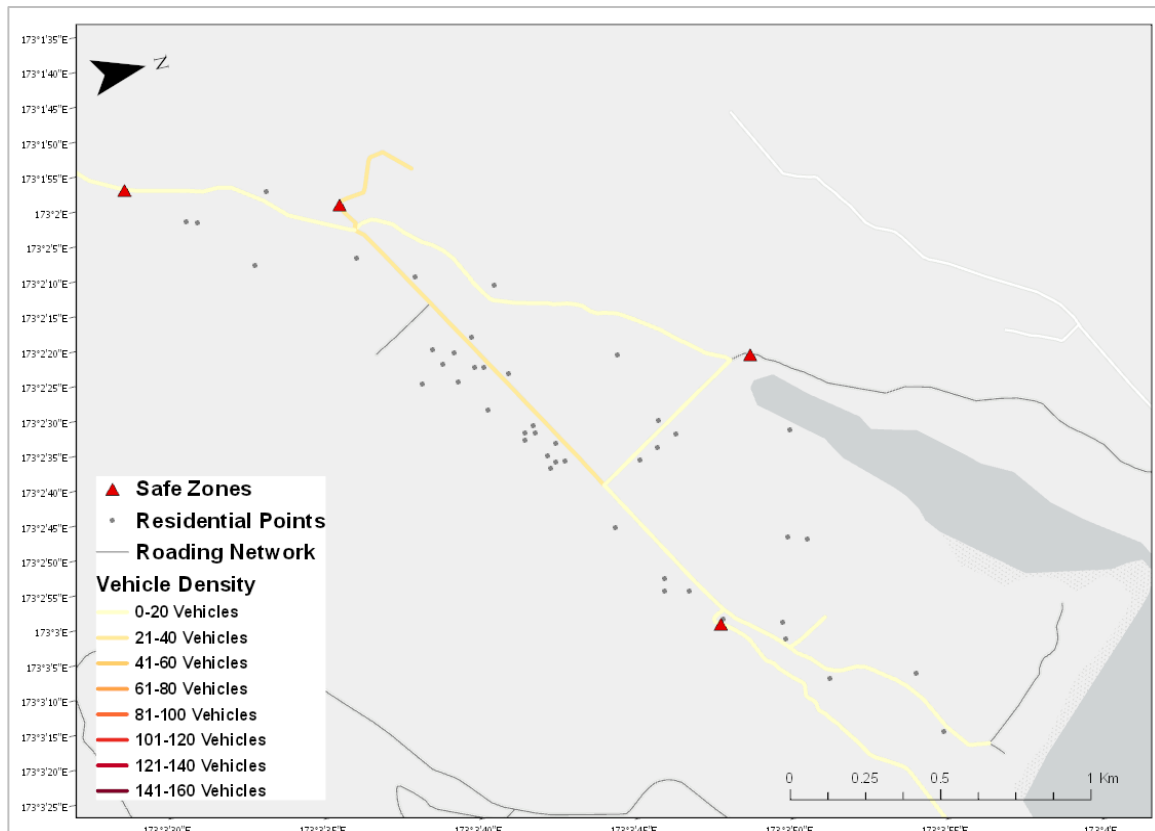 173°1'35"E
173°1'40"E
173°1'45"E
173°1'50"E
173°1'55"E
173°2'E
173°2'5"E
173°2'10"E
173°2'15"E
173°2'20"E
173°2'25"E
173°2'30"E
173°2'35"E
173°2'40"E
173°2'45"E
173°2'50"E
173°2'55"E
173°3'E
173°3'5"E
173°3'10"E
173°3'15"E
173°3'20"E
173°3'25"E
N
Safe Zones
Residential Points
Roading Network
Vehicle Density
0-20 Vehicles
21-40 Vehicles
41-60 Vehicles
61-80 Vehicles
81-100 Vehicles
101-120 Vehicles
121-140 Vehicles
141-160 Vehicles
0 0.25 0.5 1 Km
173°3'30"E 173°3'35"E 173°3'40"E 173°3'45"E 173°3'50"E 173°3'55"E 173°4'E